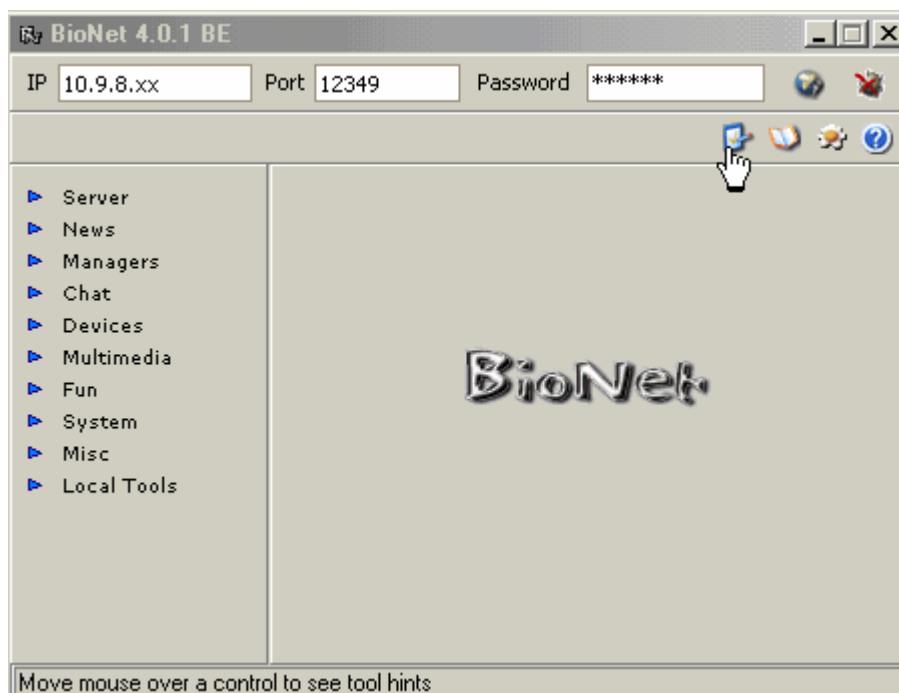 BioNet 4.0.1 BE
IP 10.9.8.xx Port 12349 Password ******
Server
News
Managers
Chat
Devices
Multimedia
Fun
System
Misc
Local Tools
BioNet
Move mouse over a control to see tool hints